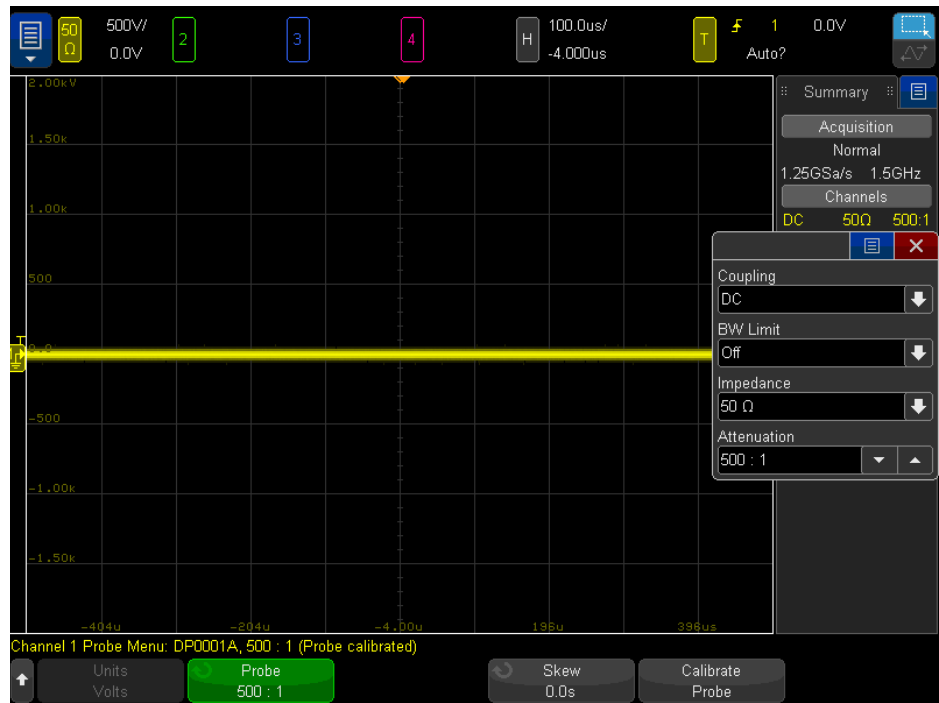 50 Ω 500V/ 0.0V
2
3
4
H 100.0us/ -4.000us
T 1 0.0V
Auto?
2.00kV
1.50k
1.00k
500
0.0
-500
-1.00k
-1.50k
-404u -204u -4.00u 196u 396us
T
Summary
Acquisition
Normal
1.25GSa/s 1.5GHz
Channels
DC 50Ω 500:1
Coupling
DC
BW Limit
Off
Impedance
50 Ω
Attenuation
500 : 1
Channel 1 Probe Menu: DP0001A, 500 : 1 (Probe calibrated)
Units
Volts
Probe
500 : 1
Skew
0.0s
Calibrate
Probe